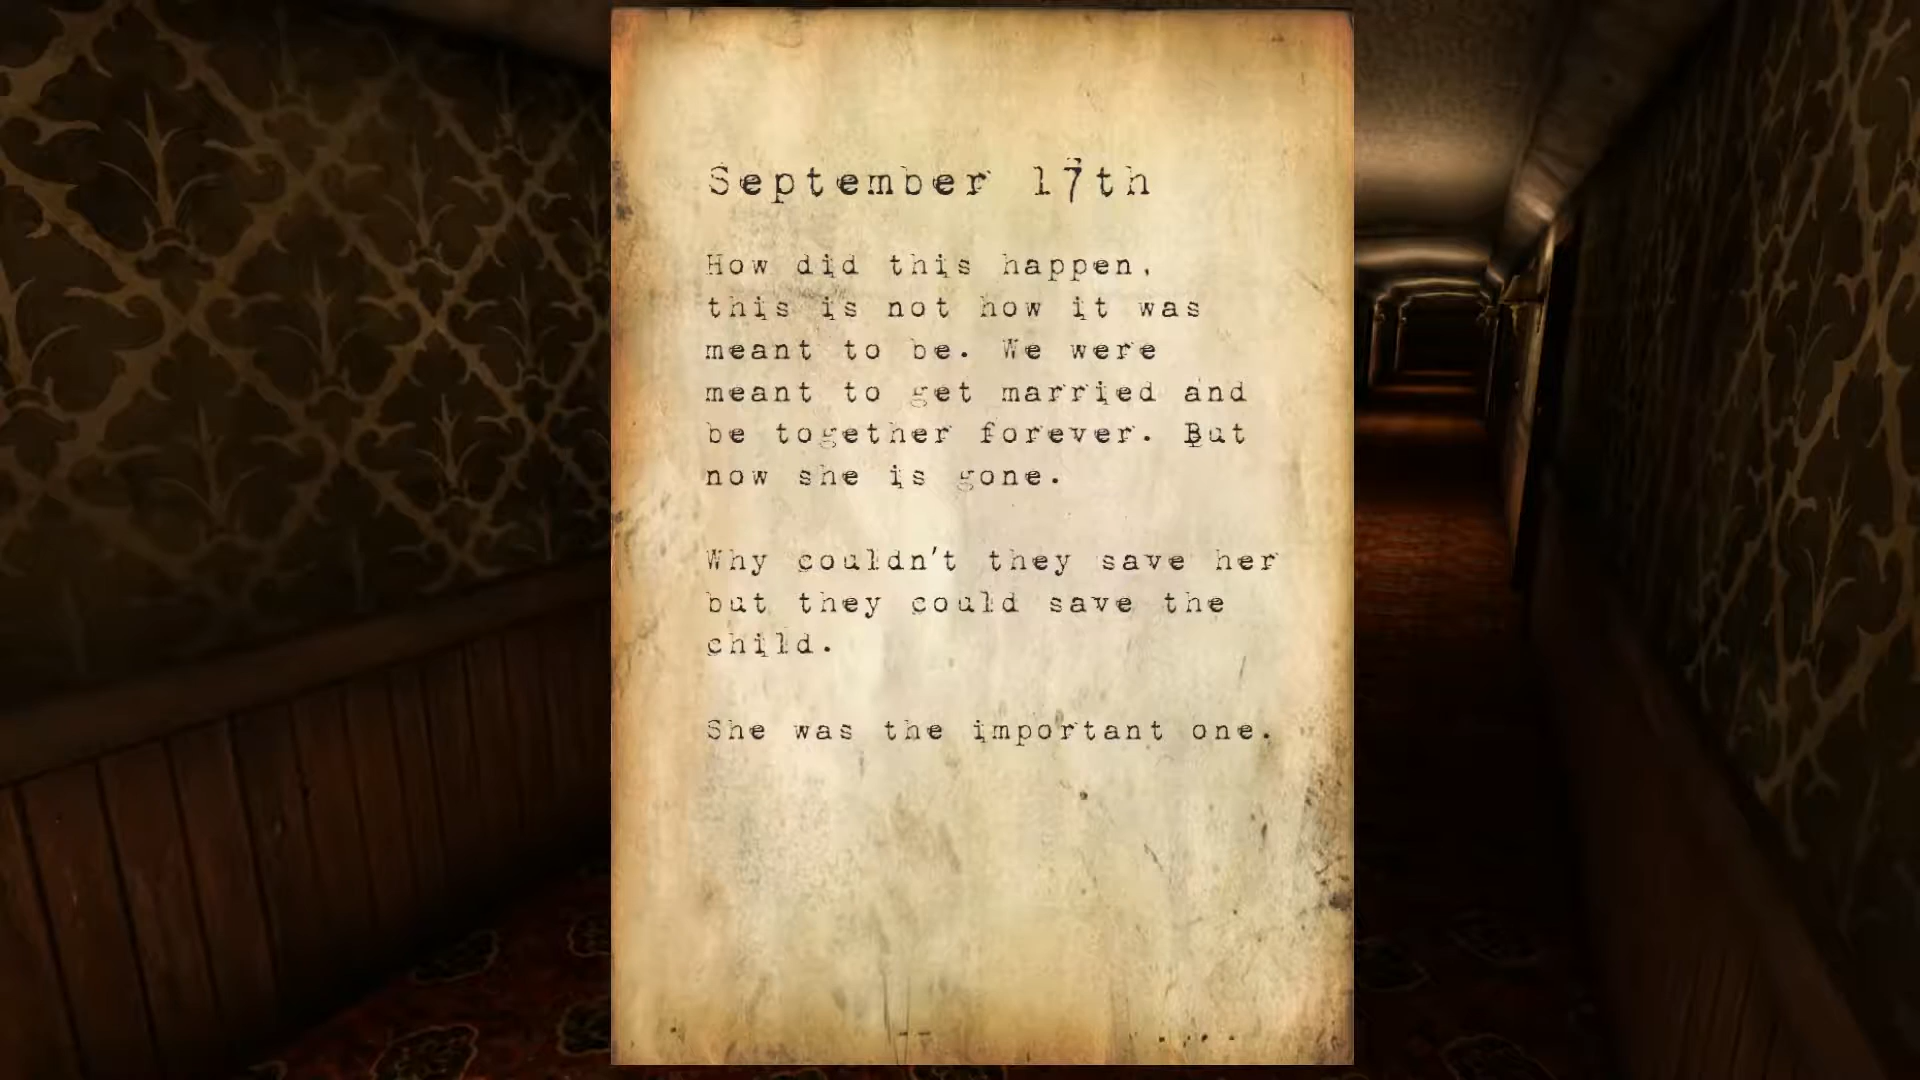 September 17th
How did this happen,
this is not how it was
meant to be. We were
meant to get married and
be together forever. But
now she is gone.
Why couldn't they save her
but they could save the
child.
She was the important one.